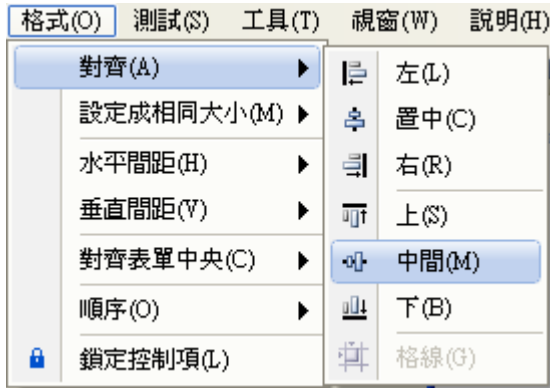 格式(O) 測試(S) 工具(T) 視窗(W) 說明(H)
對齊(A)
設定成相同大小(M)
水平間距(H)
垂直間距(V)
對齊表單中央(C)
順序(O)
鎖定控制項(L)
左(L)
置中(C)
右(R)
上(S)
中間(M)
下(B)
格線(G)